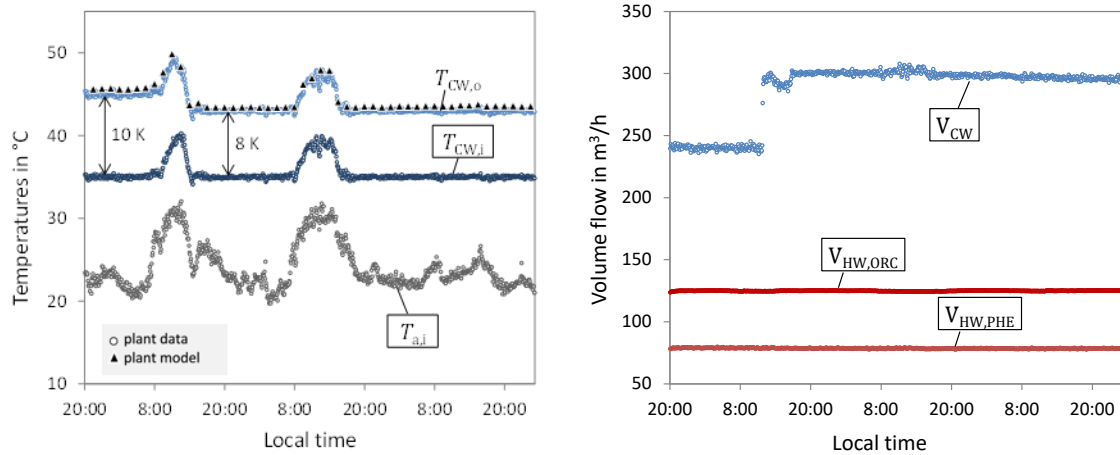 Temperatures in °C
50
40
30
20
10
T_CW,o
10 K
8 K
T_CW,i
T_a,i
plant data
plant model
20:00 8:00 20:00 8:00 20:00 8:00 20:00
Local time
Volume flow in m³/h
350
300
250
200
150
100
50
V_CW
V_HW,ORC
V_HW,PHE
20:00 8:00 20:00 8:00 20:00 8:00 20:00
Local time